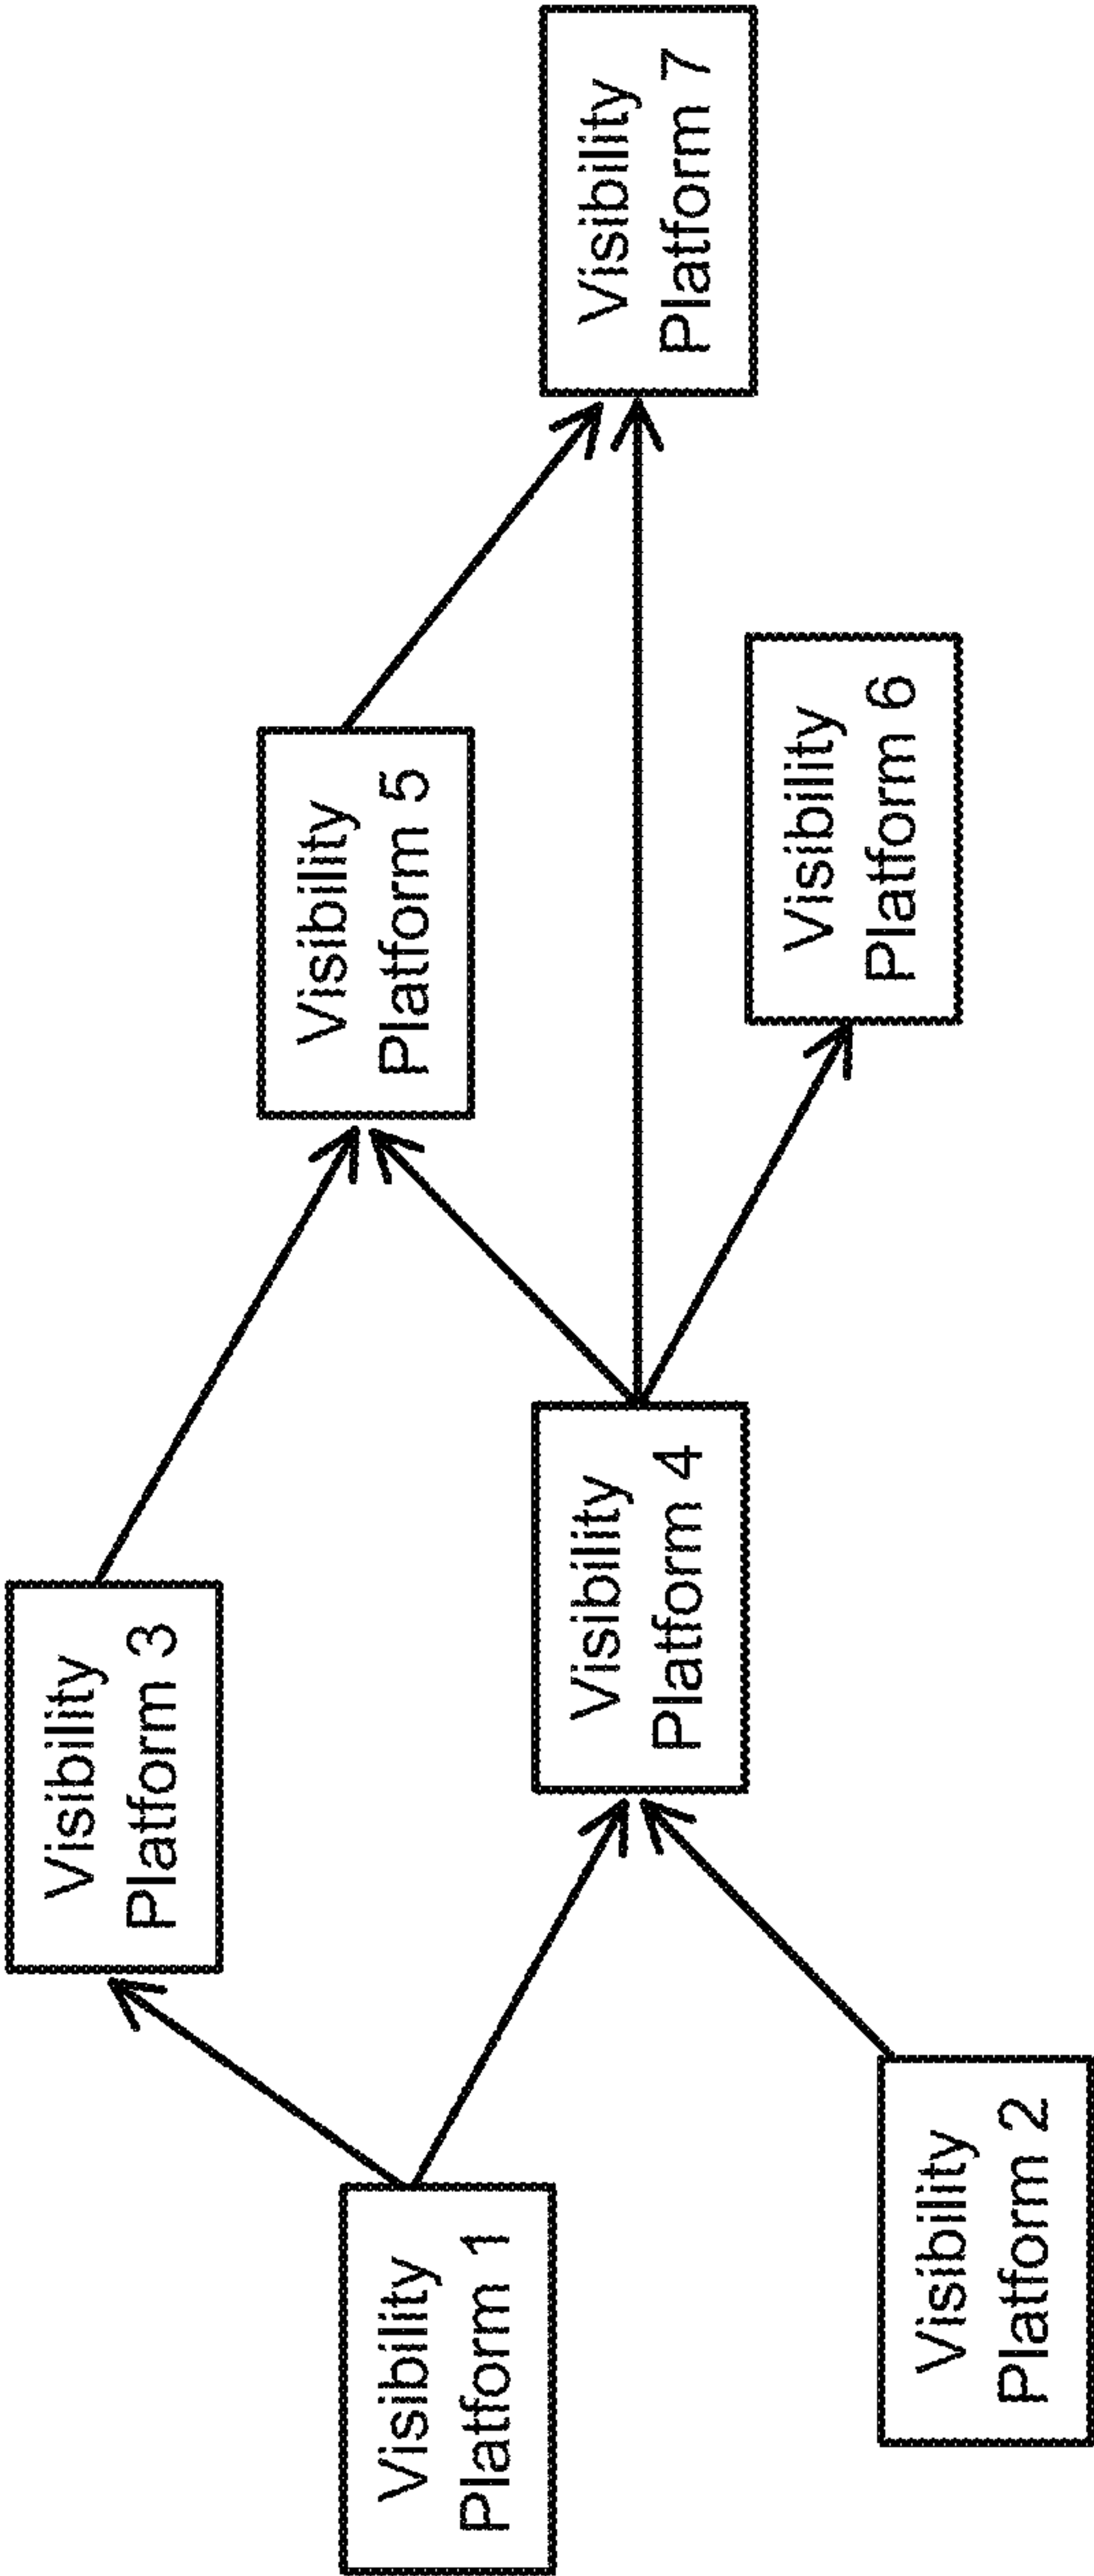 Visibility
Platform 1
Visibility
Platform 2
Visibility
Platform 3
Visibility
Platform 4
Visibility
Platform 5
Visibility
Platform 6
Visibility
Platform 7